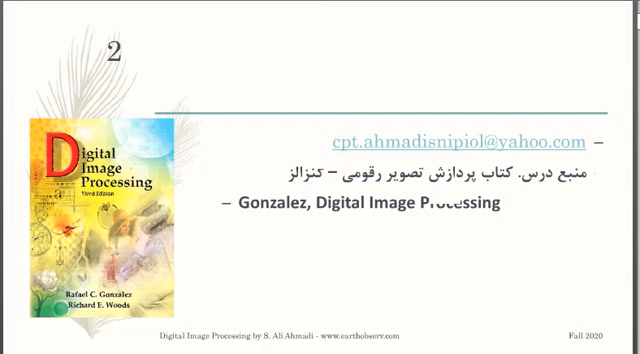 2
cpt.ahmadisnipiol@yahoo.com –
منبع درس. کتاب پردازش تصویر رقومی – گنزالز
– Gonzalez, Digital Image Processing
Digital
Image
Processing
Third Edition
Rafael C. Gonzalez
Richard E. Woods
Digital Image Processing by S. Ali Ahmadi - www.earthobserv.com
Fall 2020